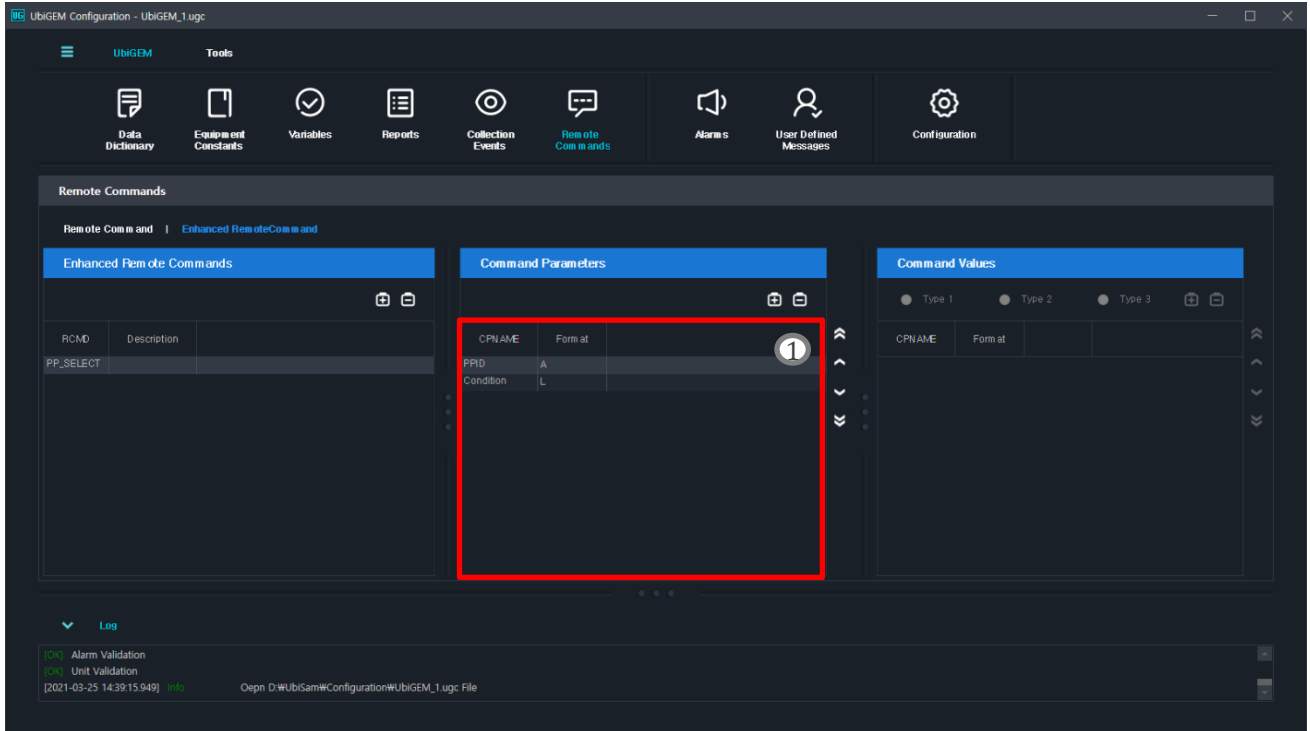 UG UbiGEM Configuration - UbiGEM_1.ugc
UbiGEM Tools
Data Dictionary
Equipment Constants
Variables
Reports
Collection Events
Remote Commands
Alarms
User Defined Messages
Configuration
Remote Commands
Remote Command | Enhanced RemoteCommand
Enhanced Remote Commands
RCMD Description
PP_SELECT
Command Parameters
CPNAME Format
①
PPID A
Condition L
Command Values
Type 1 Type 2 Type 3
CPNAME Format
Log
[OK] Alarm Validation
[OK] Unit Validation
[2021-03-25 14:39:15.949] Info Oepn D:₩UbiSam₩Configuration₩UbiGEM_1.ugc File